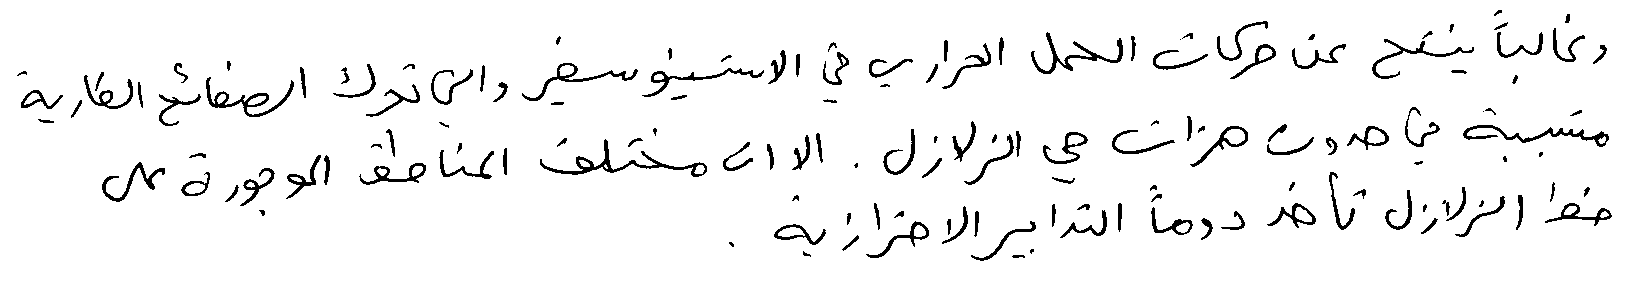 وغالباً ينتج عن حركات الحمل الحراري في الاستينوسفير والتي تحرك الصفائح القارية
متسببة في حدوث هزات هي الزلازل . الا ان مختلف المناطق الموجودة على
خط الزلازل تأخذ دوماً التدابير الاحترازية .